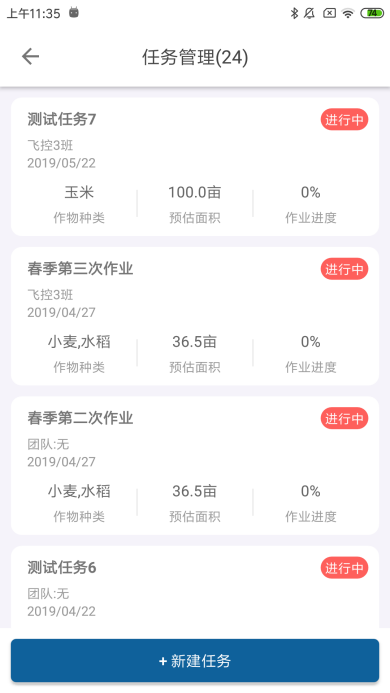 上午11:35
74
任务管理(24)
测试任务7
进行中
飞控3班
2019/05/22
玉米
100.0亩
0%
作物种类
预估面积
作业进度
春季第三次作业
进行中
飞控3班
2019/04/27
小麦,水稻
36.5亩
0%
作物种类
预估面积
作业进度
春季第二次作业
进行中
团队:无
2019/04/27
小麦,水稻
36.5亩
0%
作物种类
预估面积
作业进度
测试任务6
进行中
团队:无
2019/04/22
+ 新建任务